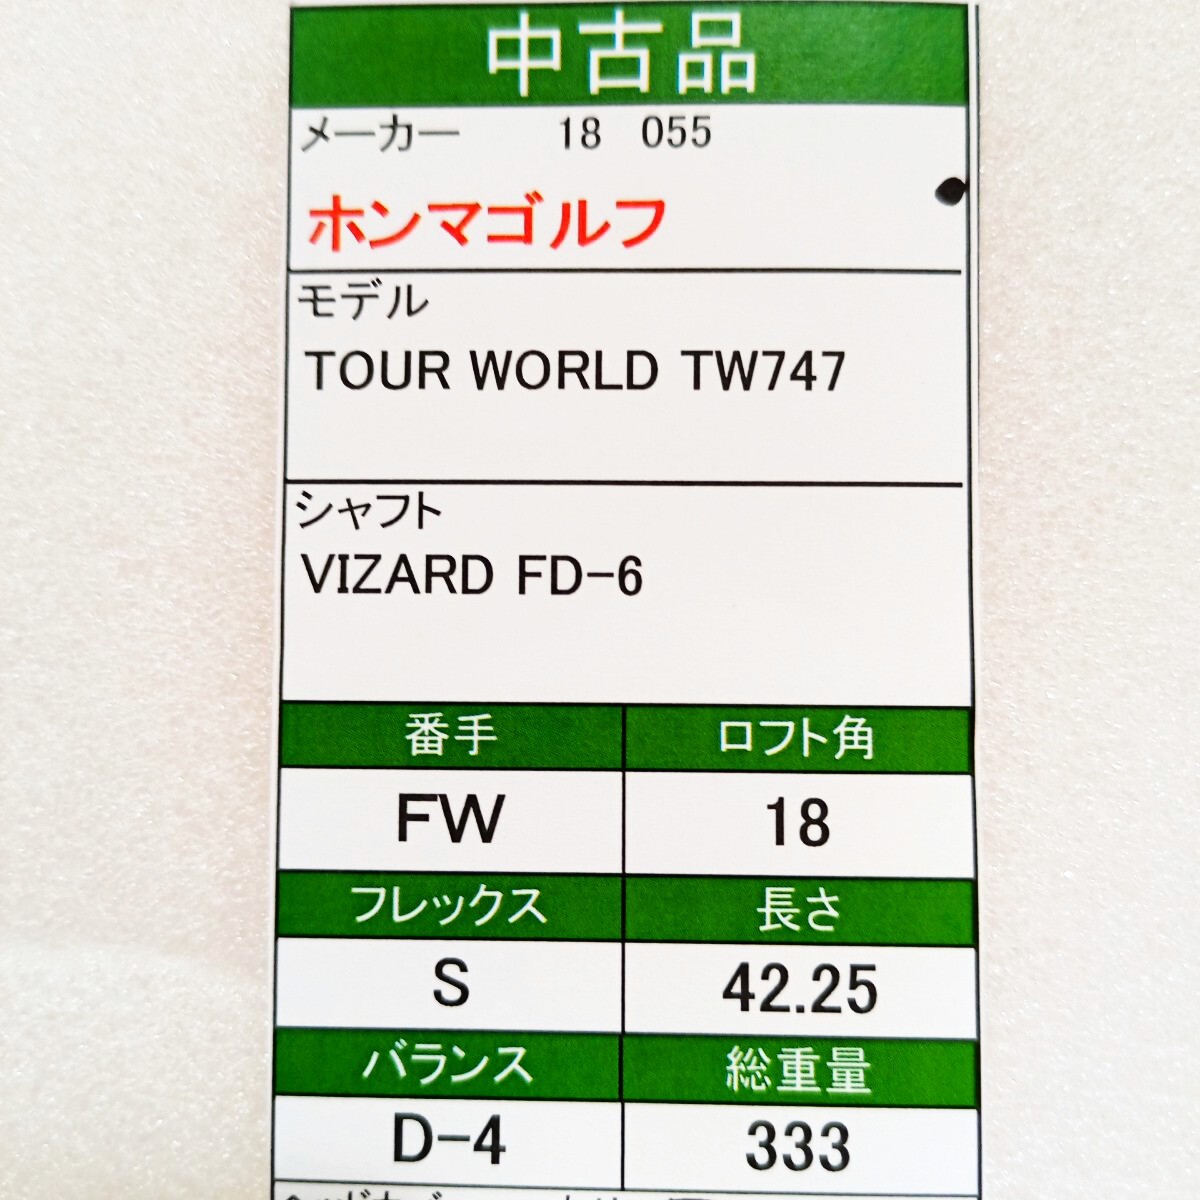 中古品
メーカー 18 055
ホンマゴルフ
モデル
TOUR WORLD TW747
シャフト
VIZARD FD-6
番手 ロフト角
FW 18
フレックス 長さ
S 42.25
バランス 総重量
D-4 333